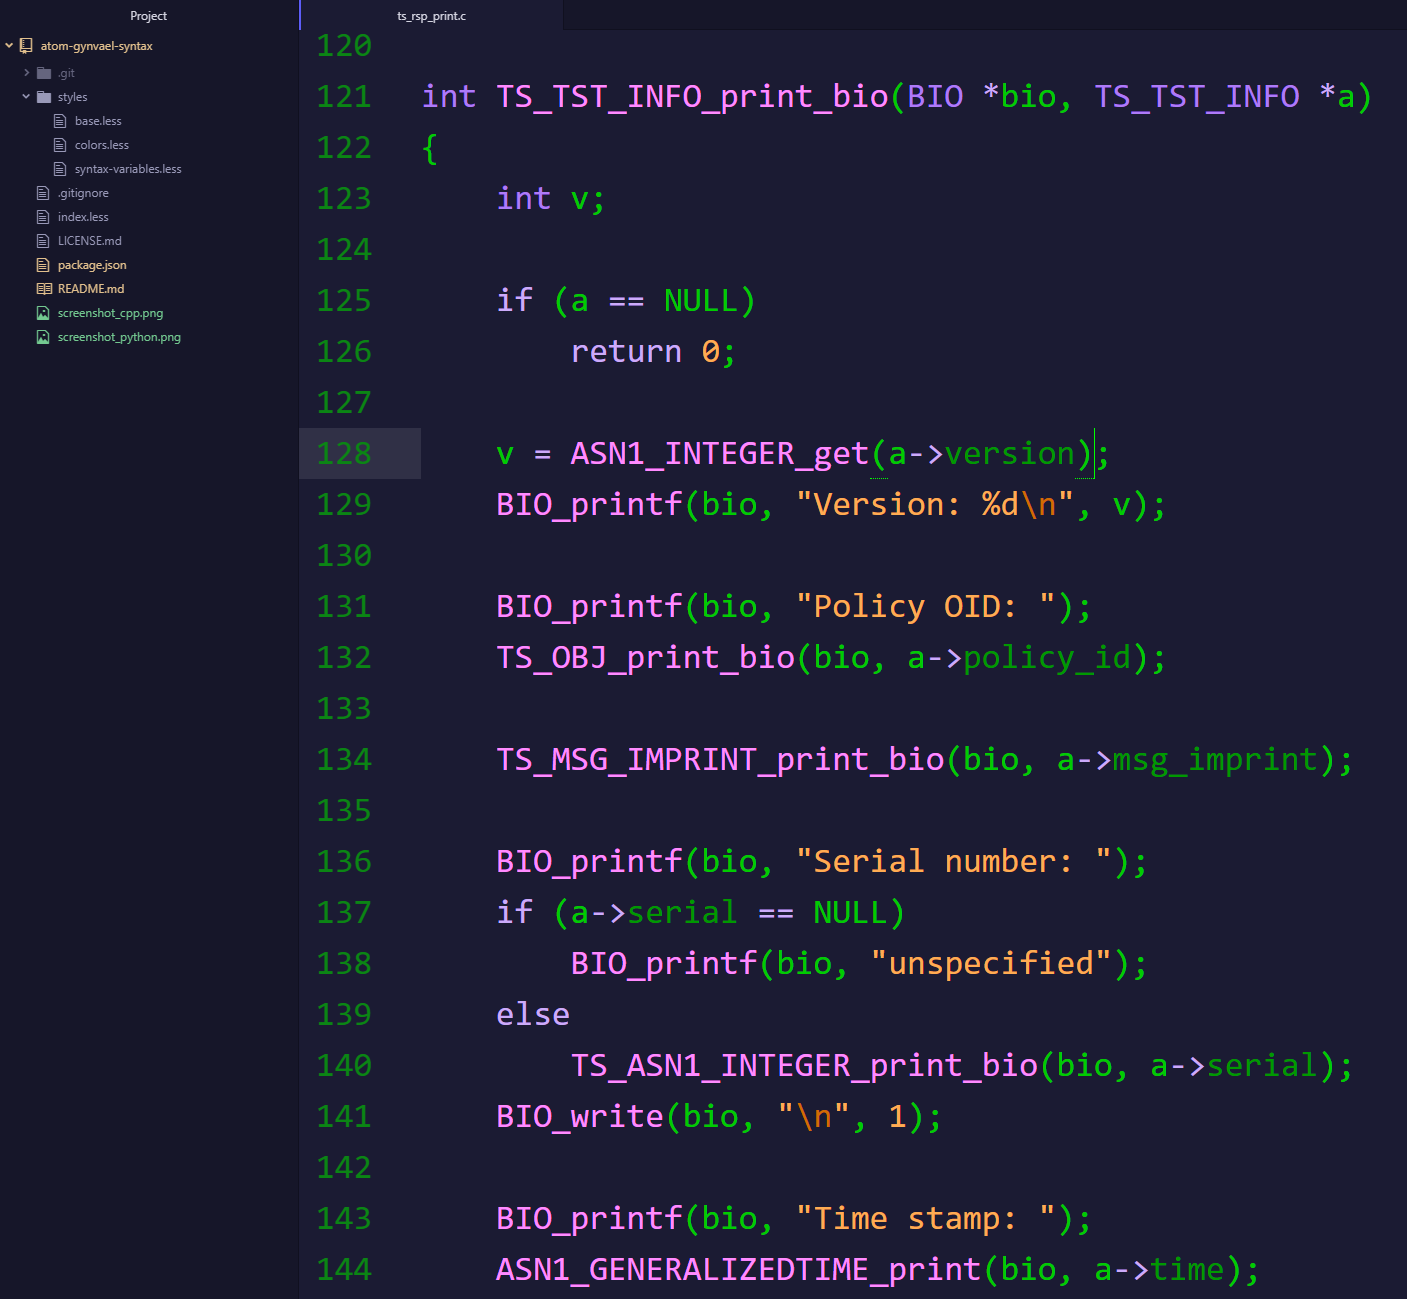 Project
atom-gynvael-syntax
.git
styles
base.less
colors.less
syntax-variables.less
.gitignore
index.less
LICENSE.md
package.json
README.md
screenshot_cpp.png
screenshot_python.png
ts_rsp_print.c
120
121 int TS_TST_INFO_print_bio(BIO *bio, TS_TST_INFO *a)
122 {
123     int v;
124
125     if (a == NULL)
126         return 0;
127
128     v = ASN1_INTEGER_get(a->version);
129     BIO_printf(bio, "Version: %d\n", v);
130
131     BIO_printf(bio, "Policy OID: ");
132     TS_OBJ_print_bio(bio, a->policy_id);
133
134     TS_MSG_IMPRINT_print_bio(bio, a->msg_imprint);
135
136     BIO_printf(bio, "Serial number: ");
137     if (a->serial == NULL)
138         BIO_printf(bio, "unspecified");
139     else
140         TS_ASN1_INTEGER_print_bio(bio, a->serial);
141     BIO_write(bio, "\n", 1);
142
143     BIO_printf(bio, "Time stamp: ");
144     ASN1_GENERALIZEDTIME_print(bio, a->time);